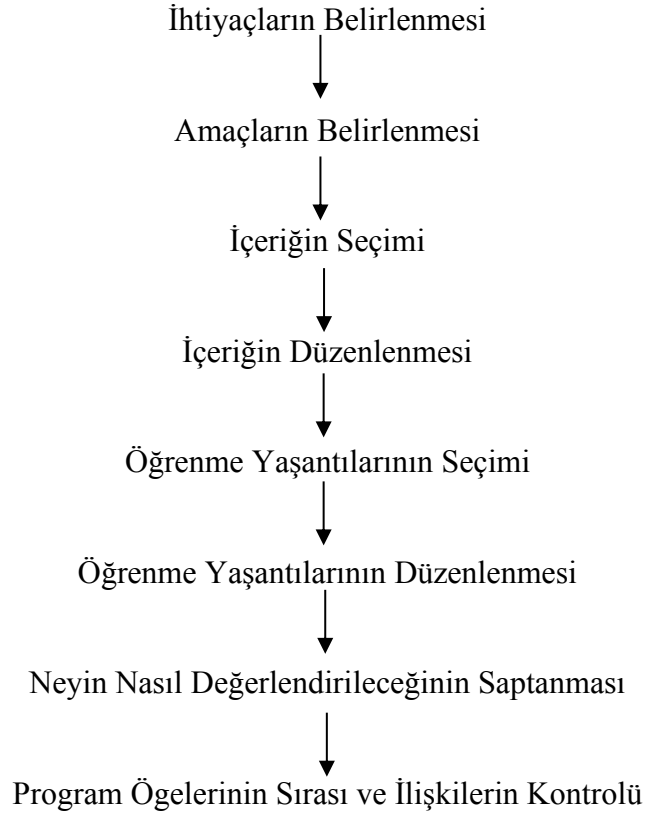 İhtiyaçların Belirlenmesi
Amaçların Belirlenmesi
İçeriğin Seçimi
İçeriğin Düzenlenmesi
Öğrenme Yaşantılarının Seçimi
Öğrenme Yaşantılarının Düzenlenmesi
Neyin Nasıl Değerlendirileceğinin Saptanması
Program Ögelerinin Sırası ve İlişkilerin Kontrolü